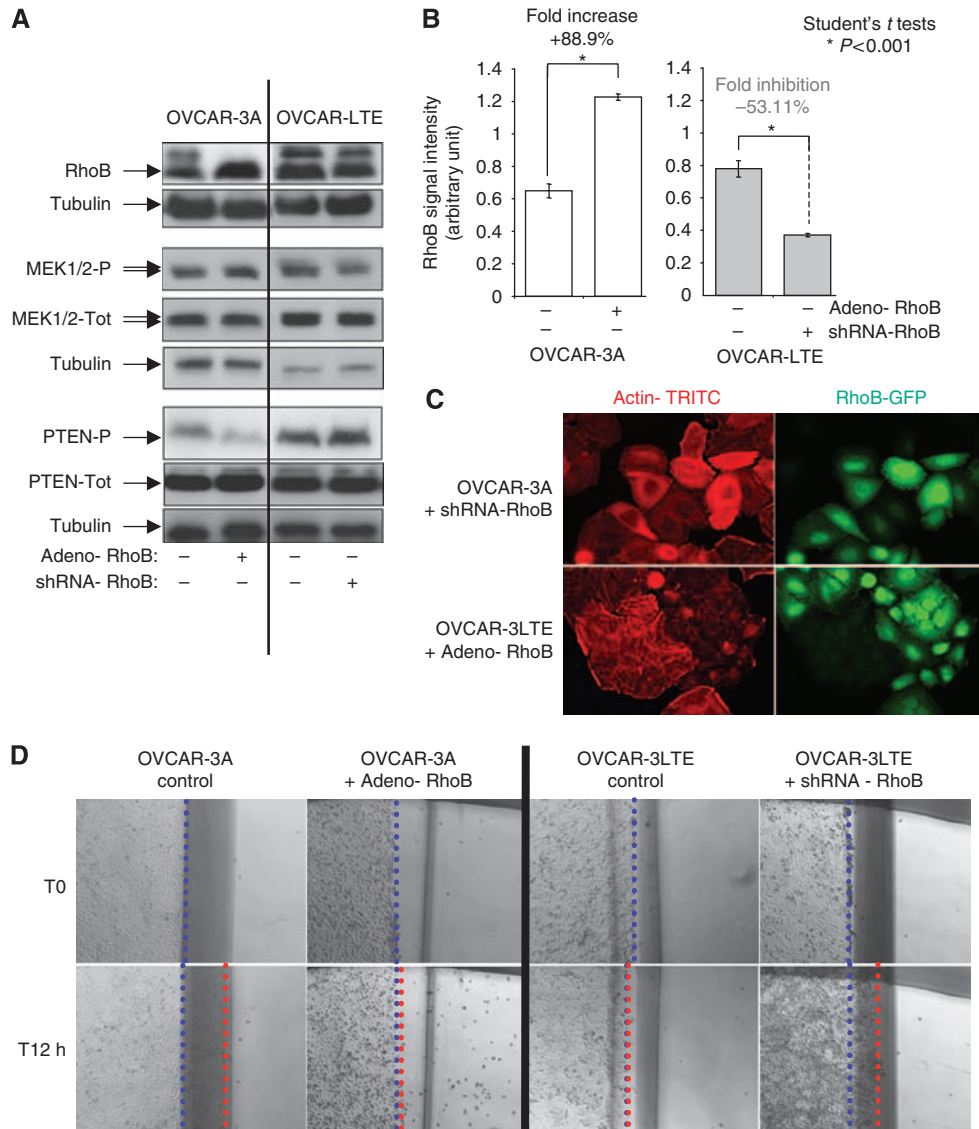 A
OVCAR-3A OVCAR-LTE
RhoB
Tubulin
MEK1/2-P
MEK1/2-Tot
Tubulin
PTEN-P
PTEN-Tot
Tubulin
Adeno- RhoB: – + – –
shRNA- RhoB: – – – +
B
Fold increase
+88.9%
*
Student's t tests
* P<0.001
RhoB signal intensity
(arbitrary unit)
1.4
1.2
1
0.8
0.6
0.4
0.2
0
– +
– –
OVCAR-3A
Fold inhibition
–53.11%
*
1.4
1.2
1
0.8
0.6
0.4
0.2
0
– – Adeno- RhoB
– + shRNA-RhoB
OVCAR-LTE
C
Actin- TRITC RhoB-GFP
OVCAR-3A
+ shRNA-RhoB
OVCAR-3LTE
+ Adeno- RhoB
D
OVCAR-3A
control
OVCAR-3A
+ Adeno- RhoB
OVCAR-3LTE
control
OVCAR-3LTE
+ shRNA - RhoB
T0
T12 h